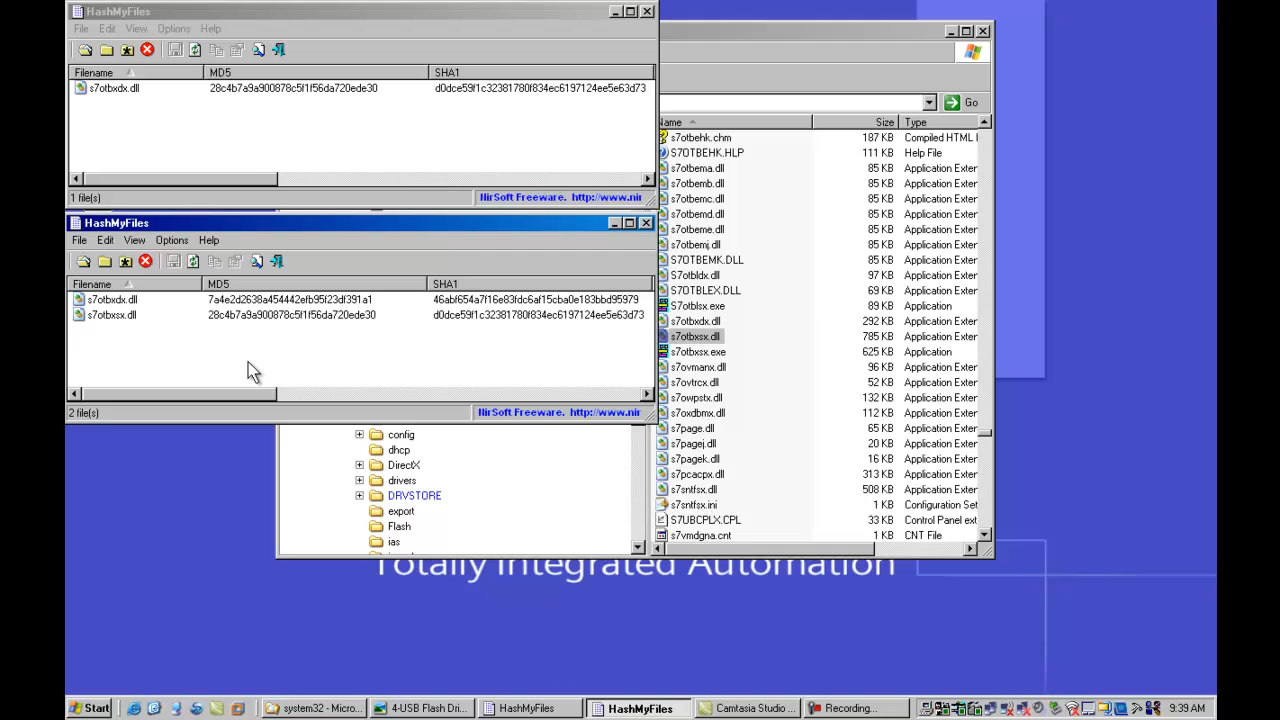 HashMyFiles
File Edit View Options Help
Filename MD5 SHA1
s7otbxdx.dll 28c4b7a9a900878c5f1f56da720ede30 d0dce59f1c32381780f834ec6197124ee5e63d73
1 file(s) NirSoft Freeware. http://www.nir
HashMyFiles
File Edit View Options Help
Filename MD5 SHA1
s7otbxdx.dll 7a4e2d2638a454442efb95f23df391a1 46abf654a7f16e83fdc6af15cba0e183bbd95979
s7otbxsx.dll 28c4b7a9a900878c5f1f56da720ede30 d0dce59f1c32381780f834ec6197124ee5e63d73
2 file(s) NirSoft Freeware. http://www.nir
Go
Name Size Type
s7otbehk.chm 187 KB Compiled HTML
S7OTBEHK.HLP 111 KB Help File
s7otbema.dll 85 KB Application Exter
s7otbemb.dll 85 KB Application Exter
s7otbemc.dll 85 KB Application Exter
s7otbemd.dll 85 KB Application Exter
s7otbeme.dll 85 KB Application Exter
s7otbemj.dll 85 KB Application Exter
S7OTBEMK.DLL 85 KB Application Exter
S7otbldx.dll 97 KB Application Exter
S7OTBLEX.DLL 69 KB Application Exter
S7otblsx.exe 89 KB Application
s7otbxdx.dll 292 KB Application Exter
s7otbxsx.dll 785 KB Application Exter
s7otbxsx.exe 625 KB Application
s7ovmanx.dll 96 KB Application Exter
s7ovtrcx.dll 52 KB Application Exter
s7owpstx.dll 132 KB Application Exter
s7oxdbmx.dll 112 KB Application Exter
s7page.dll 65 KB Application Exter
s7pagej.dll 20 KB Application Exter
s7pagek.dll 16 KB Application Exter
s7pcacpx.dll 313 KB Application Exter
s7sntfsx.dll 508 KB Application Exter
s7sntfsx.ini 1 KB Configuration Set
S7UBCPLX.CPL 33 KB Control Panel ext
s7vmdgna.cnt 1 KB CNT File
config
dhcp
DirectX
drivers
DRVSTORE
export
Flash
ias
Totally Integrated Automation
Start system32 - Micro... 4-USB Flash Dri... HashMyFiles HashMyFiles Camtasia Studio ... Recording... 9:39 AM